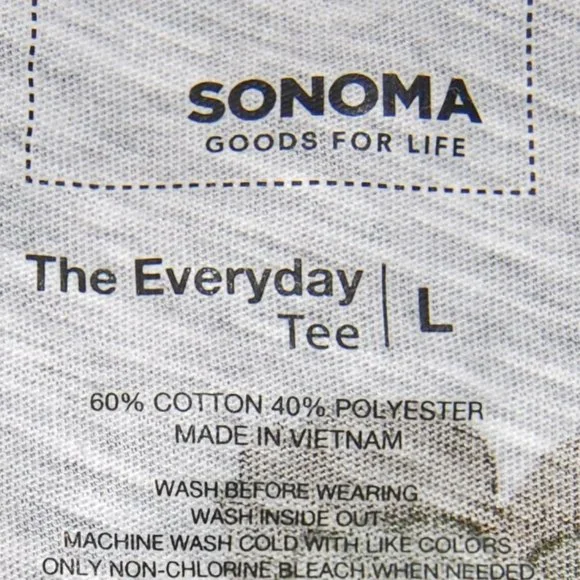 SONOMA
GOODS FOR LIFE
The Everyday
Tee
L
60% COTTON 40% POLYESTER
MADE IN VIETNAM
WASH BEFORE WEARING
WASH INSIDE OUT
MACHINE WASH COLD WITH LIKE COLORS
ONLY NON-CHLORINE BLEACH WHEN NEEDED